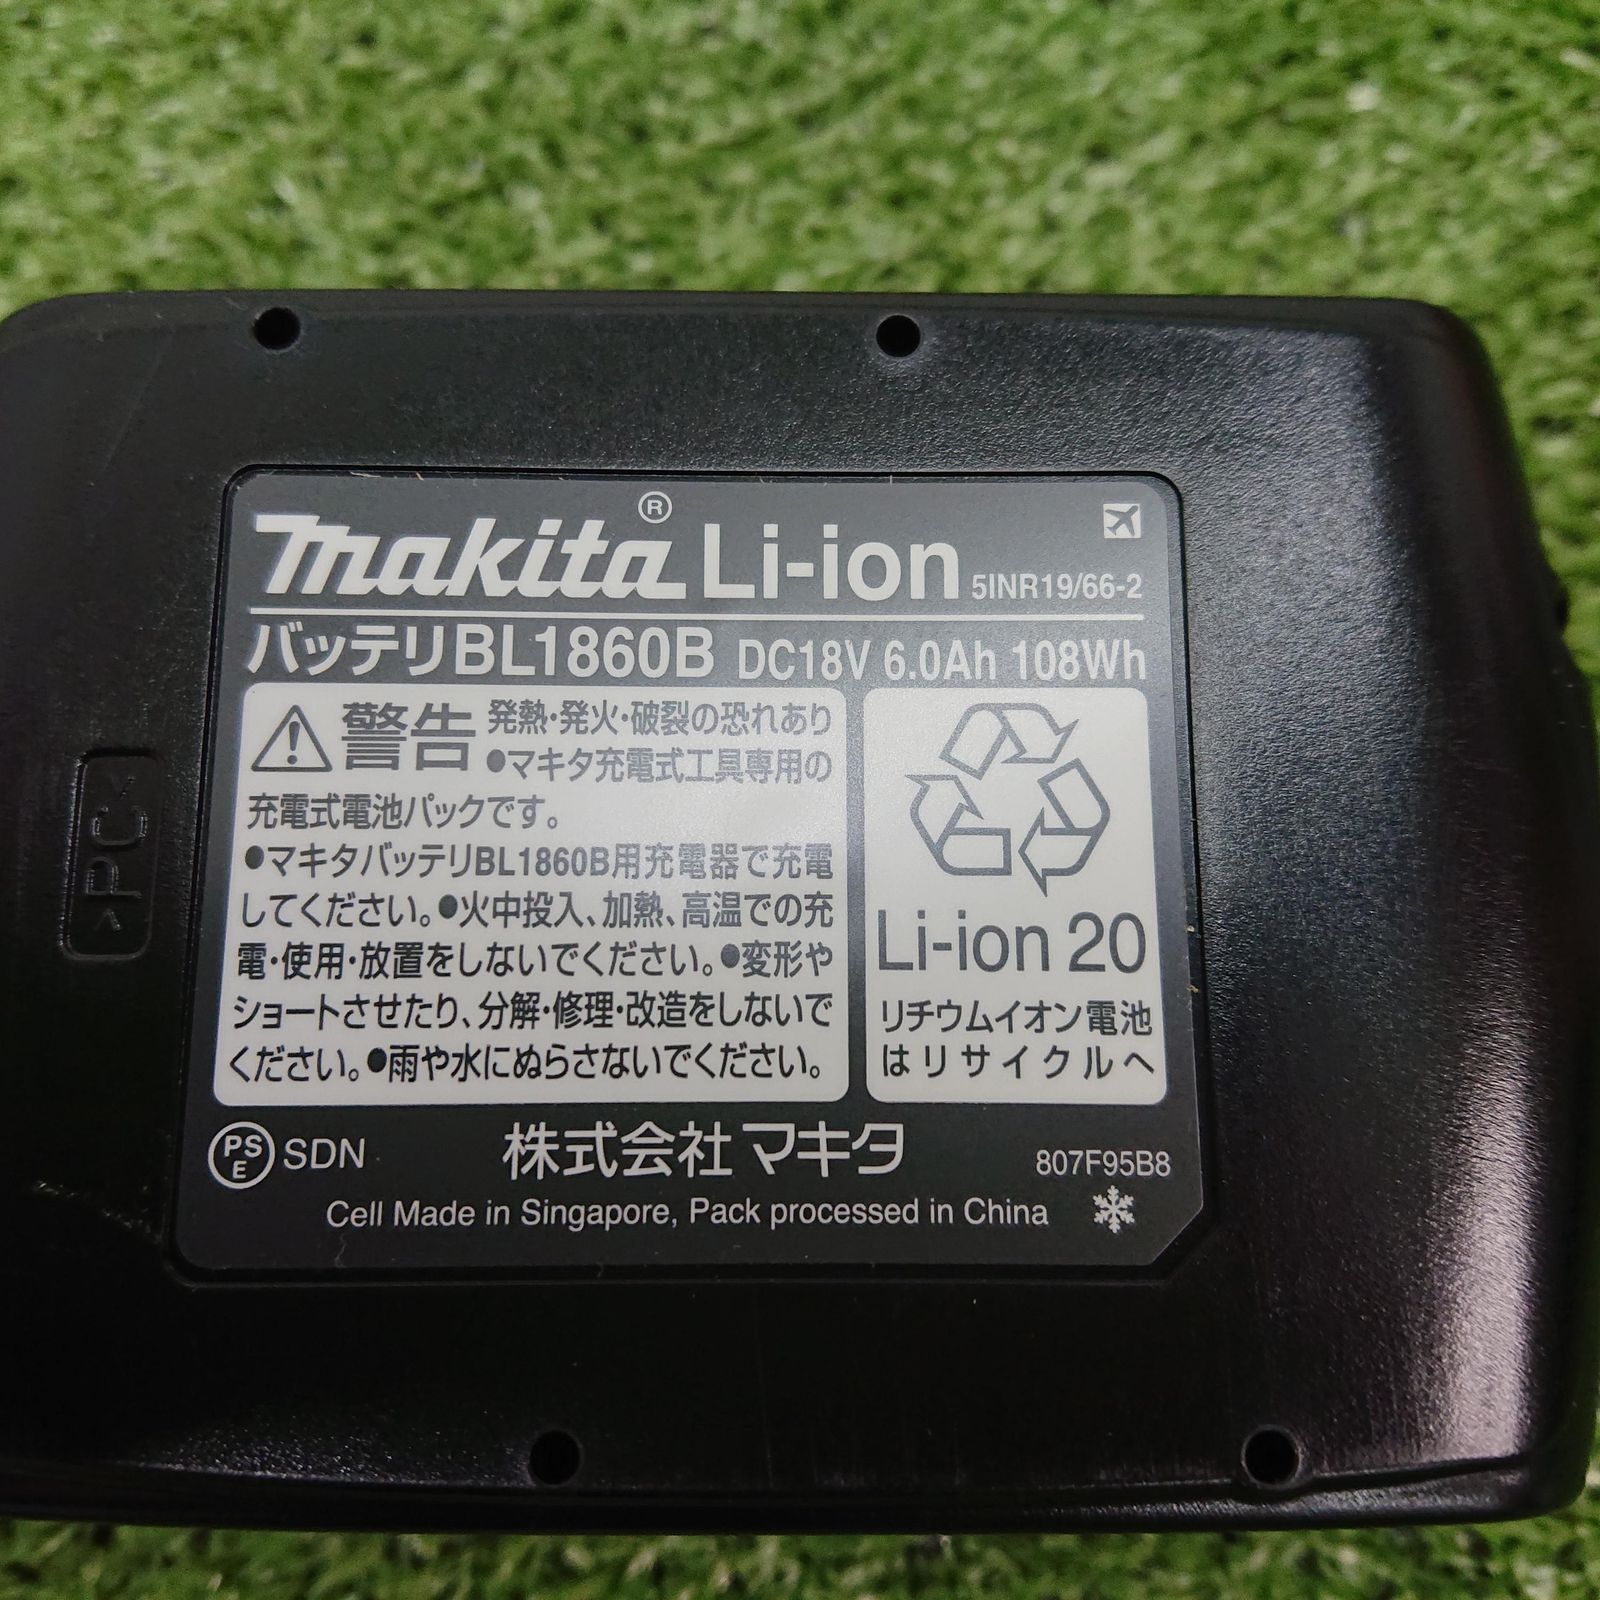 makita® Li-ion 5INR19/66-2
バッテリBL1860B DC18V 6.0Ah 108Wh
警告 発熱・発火・破裂の恐れあり
●マキタ充電式工具専用の
充電式電池パックです。
●マキタバッテリBL1860B用充電器で充電
してください。●火中投入、加熱、高温での充
電・使用・放置をしないでください。●変形や
ショートさせたり、分解・修理・改造をしないで
ください。●雨や水にぬらさないでください。
Li-ion 20
リチウムイオン電池
はリサイクルへ
PSE SDN 株式会社マキタ 807F95B8
Cell Made in Singapore, Pack processed in China
>PC<